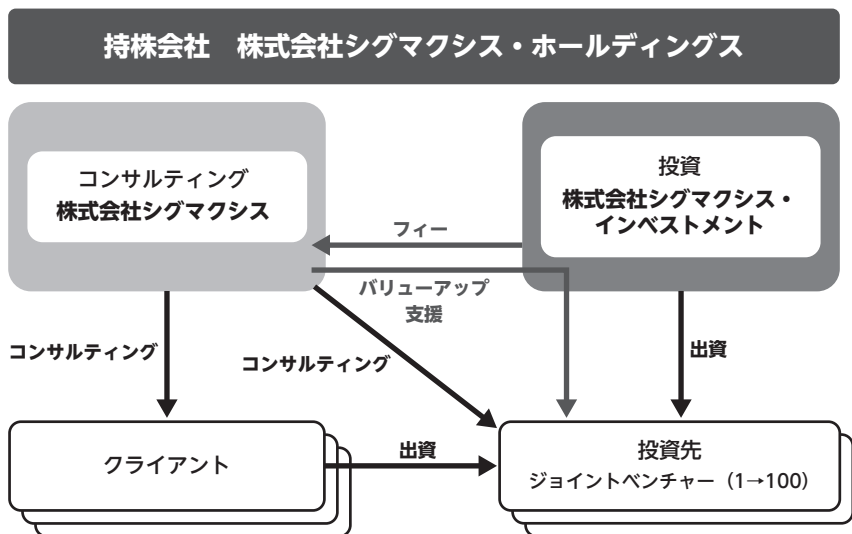 持株会社　株式会社シグマクシス・ホールディングス
コンサルティング
株式会社シグマクシス
投資
株式会社シグマクシス・
インベストメント
フィー
バリューアップ
支援
コンサルティング
コンサルティング
出資
クライアント
出資
投資先
ジョイントベンチャー（1→100）